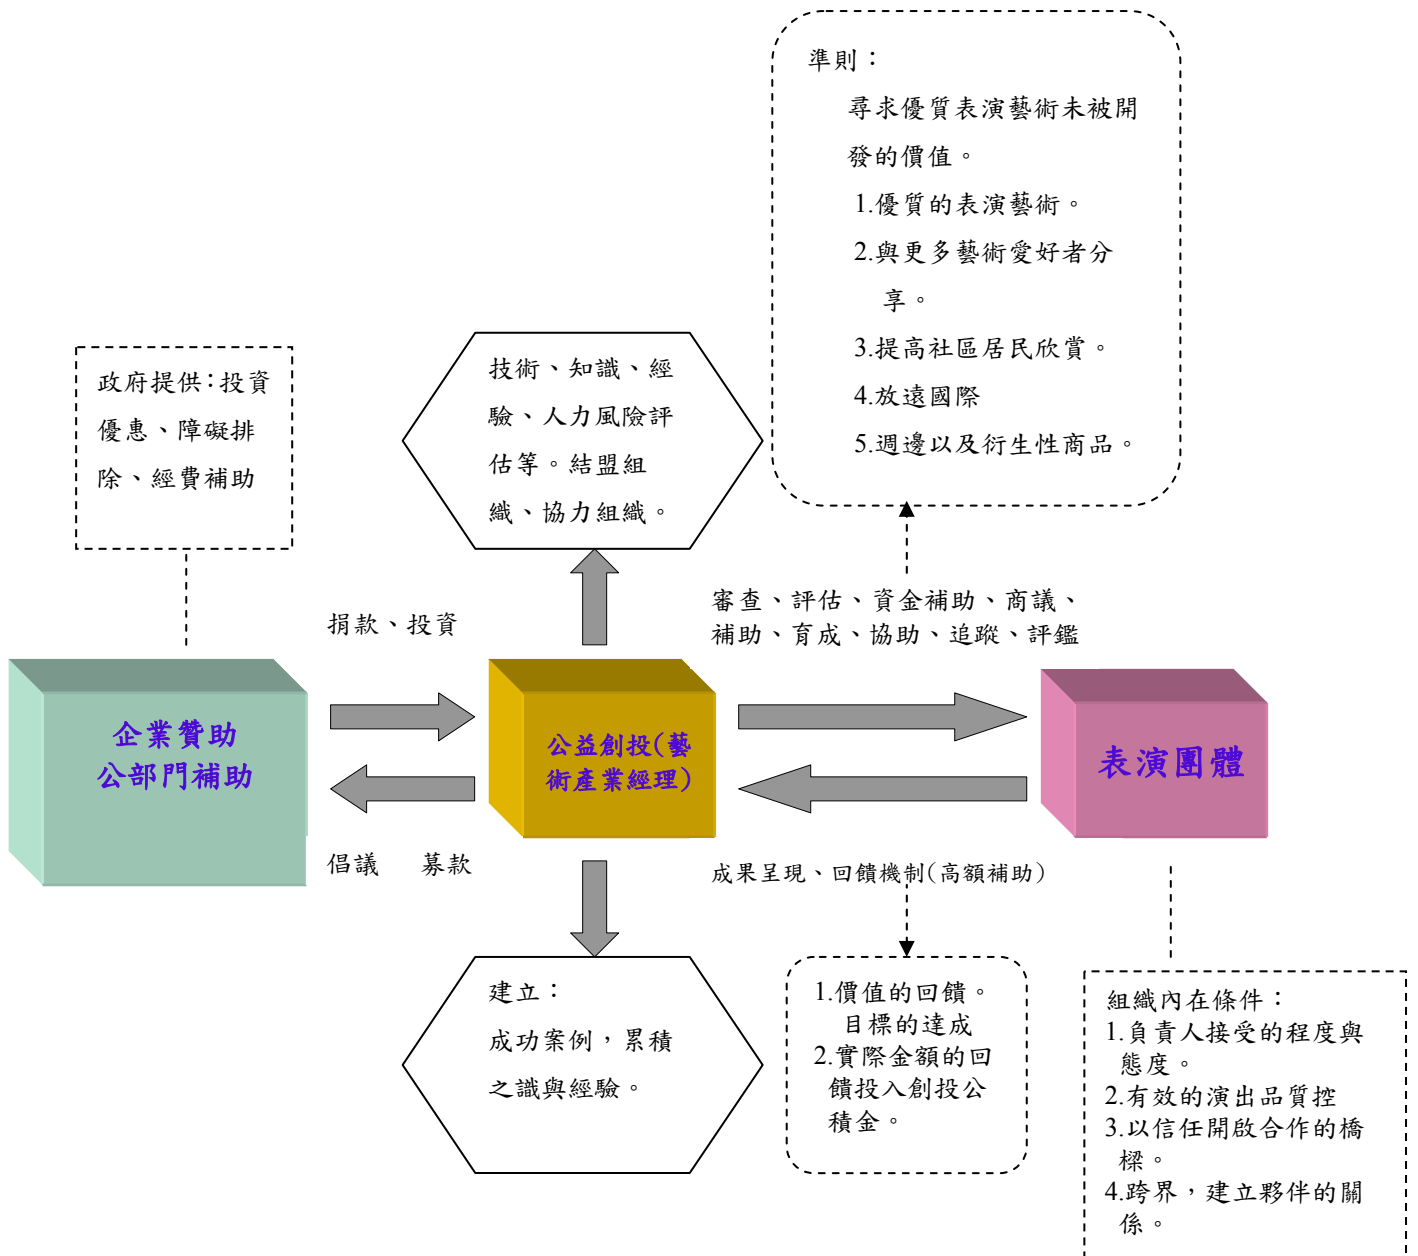 準則：
尋求優質表演藝術未被開
發的價值。
1.優質的表演藝術。
2.與更多藝術愛好者分
享。
3.提高社區居民欣賞。
4.放遠國際
5.週邊以及衍生性商品。
政府提供：投資
優惠、障礙排
除、經費補助
技術、知識、經
驗、人力風險評
估等。結盟組
織、協力組織。
捐款、投資
審查、評估、資金補助、商議、
補助、育成、協助、追蹤、評鑑
企業贊助
公部門補助
公益創投(藝
術產業經理)
表演團體
倡議 募款
成果呈現、回饋機制(高額補助)
建立：
成功案例，累積
之識與經驗。
1.價值的回饋。
目標的達成
2.實際金額的回
饋投入創投公
積金。
組織內在條件：
1.負責人接受的程度與
態度。
2.有效的演出品質控
3.以信任開啟合作的橋
樑。
4.跨界，建立夥伴的關
係。